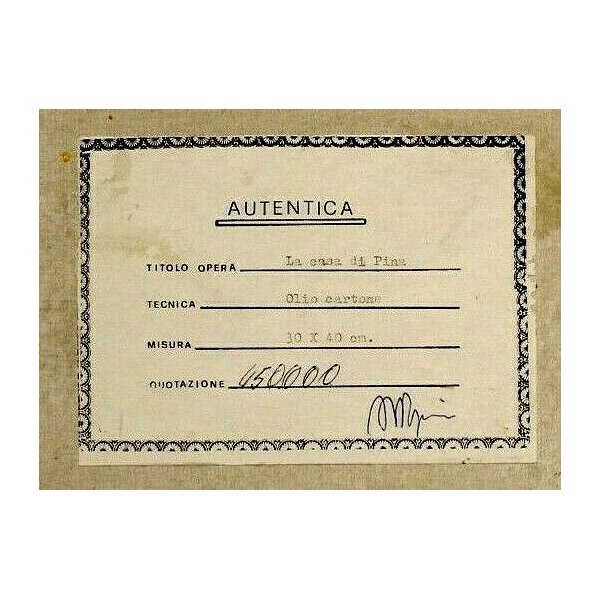 AUTENTICA
TITOLO OPERA La casa di Pina
TECNICA Olio cartone
MISURA 30 X 40 cm.
QUOTAZIONE 450000